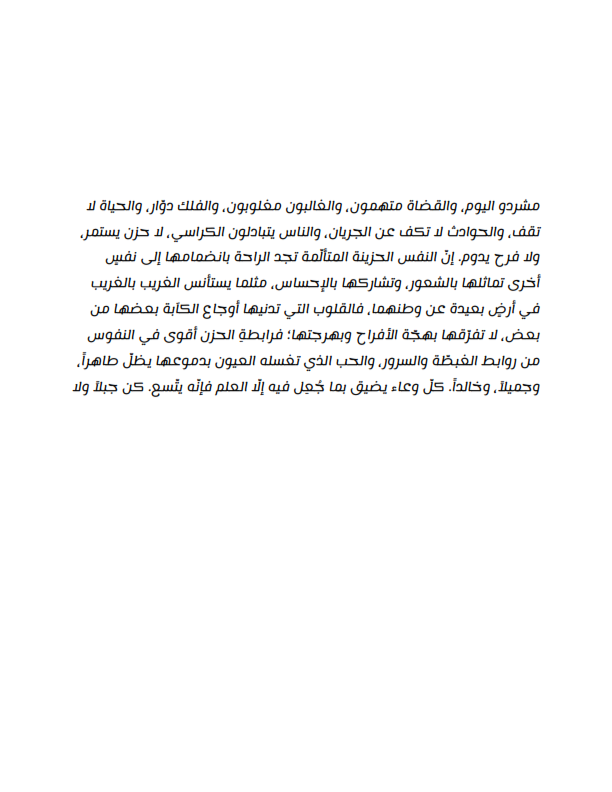 مشردو اليوم، والقضاة متهمون، والغالبون مغلوبون، والفلك دوّار، والحياة لا
تقف، والحوادث لا تكف عن الجريان، والناس يتبادلون الكراسي، لا حزن يستمر،
ولا فرح يدوم. إنّ النفس الحزينة المتألّمة تجد الراحة بانضمامها إلى نفسٍ
أخرى تماثلها بالشعور، وتشاركها بالإحساس، مثلما يستأنس الغريب بالغريب
في أرضٍ بعيدة عن وطنهما، فالقلوب التي تدنيها أوجاع الكآبة بعضها من
بعض، لا تفرّقها بهجّة الأفراح وبهرجتها؛ فرابطةِ الحزن أقوى في النفوس
من روابط الغبطّة والسرور، والحب الذي تغسله العيون بدموعها يظلّ طاهراً،
وجميلاً، وخالداً. كلّ وعاء يضيق بما جُعِل فيه إلّا العلم فإنّه يتّسع. كن جبلاً ولا